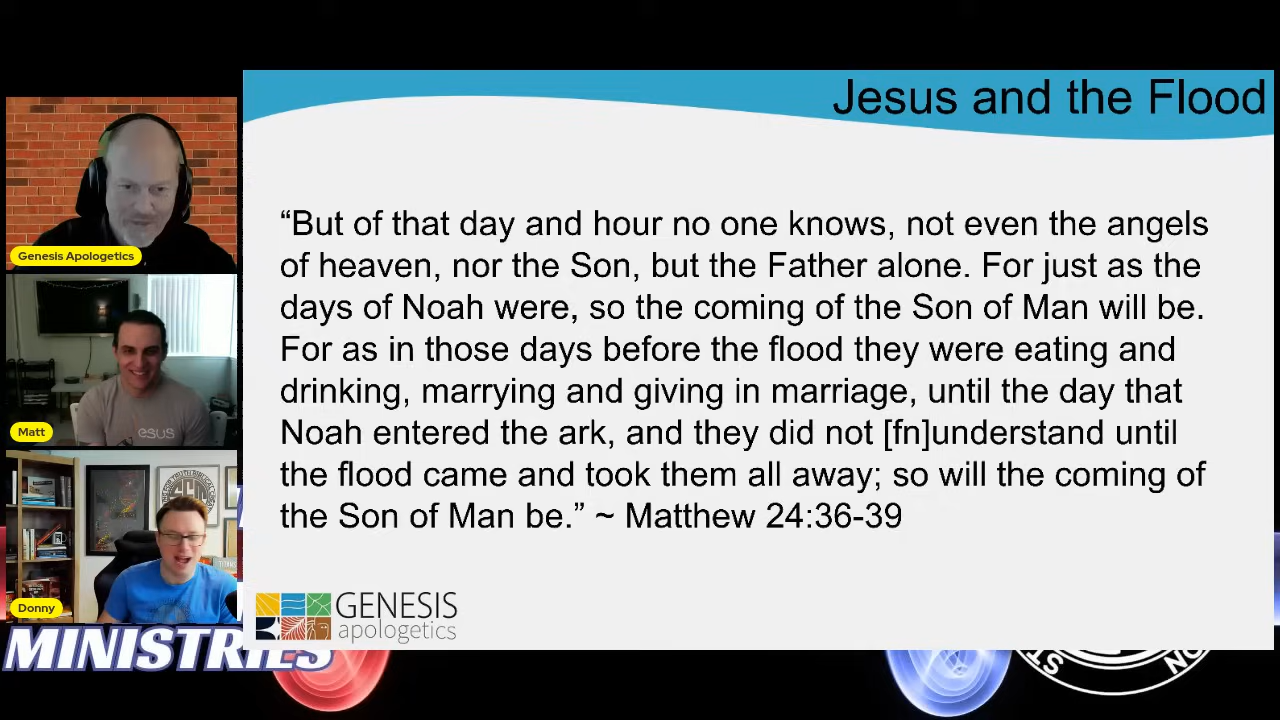 Jesus and the Flood
“But of that day and hour no one knows, not even the angels
of heaven, nor the Son, but the Father alone. For just as the
days of Noah were, so the coming of the Son of Man will be.
For as in those days before the flood they were eating and
drinking, marrying and giving in marriage, until the day that
Noah entered the ark, and they did not [fn]understand until
the flood came and took them all away; so will the coming of
the Son of Man be.” ~ Matthew 24:36-39
GENESIS
apologetics
Genesis Apologetics
Matt
esus
Donny
MINISTRIES